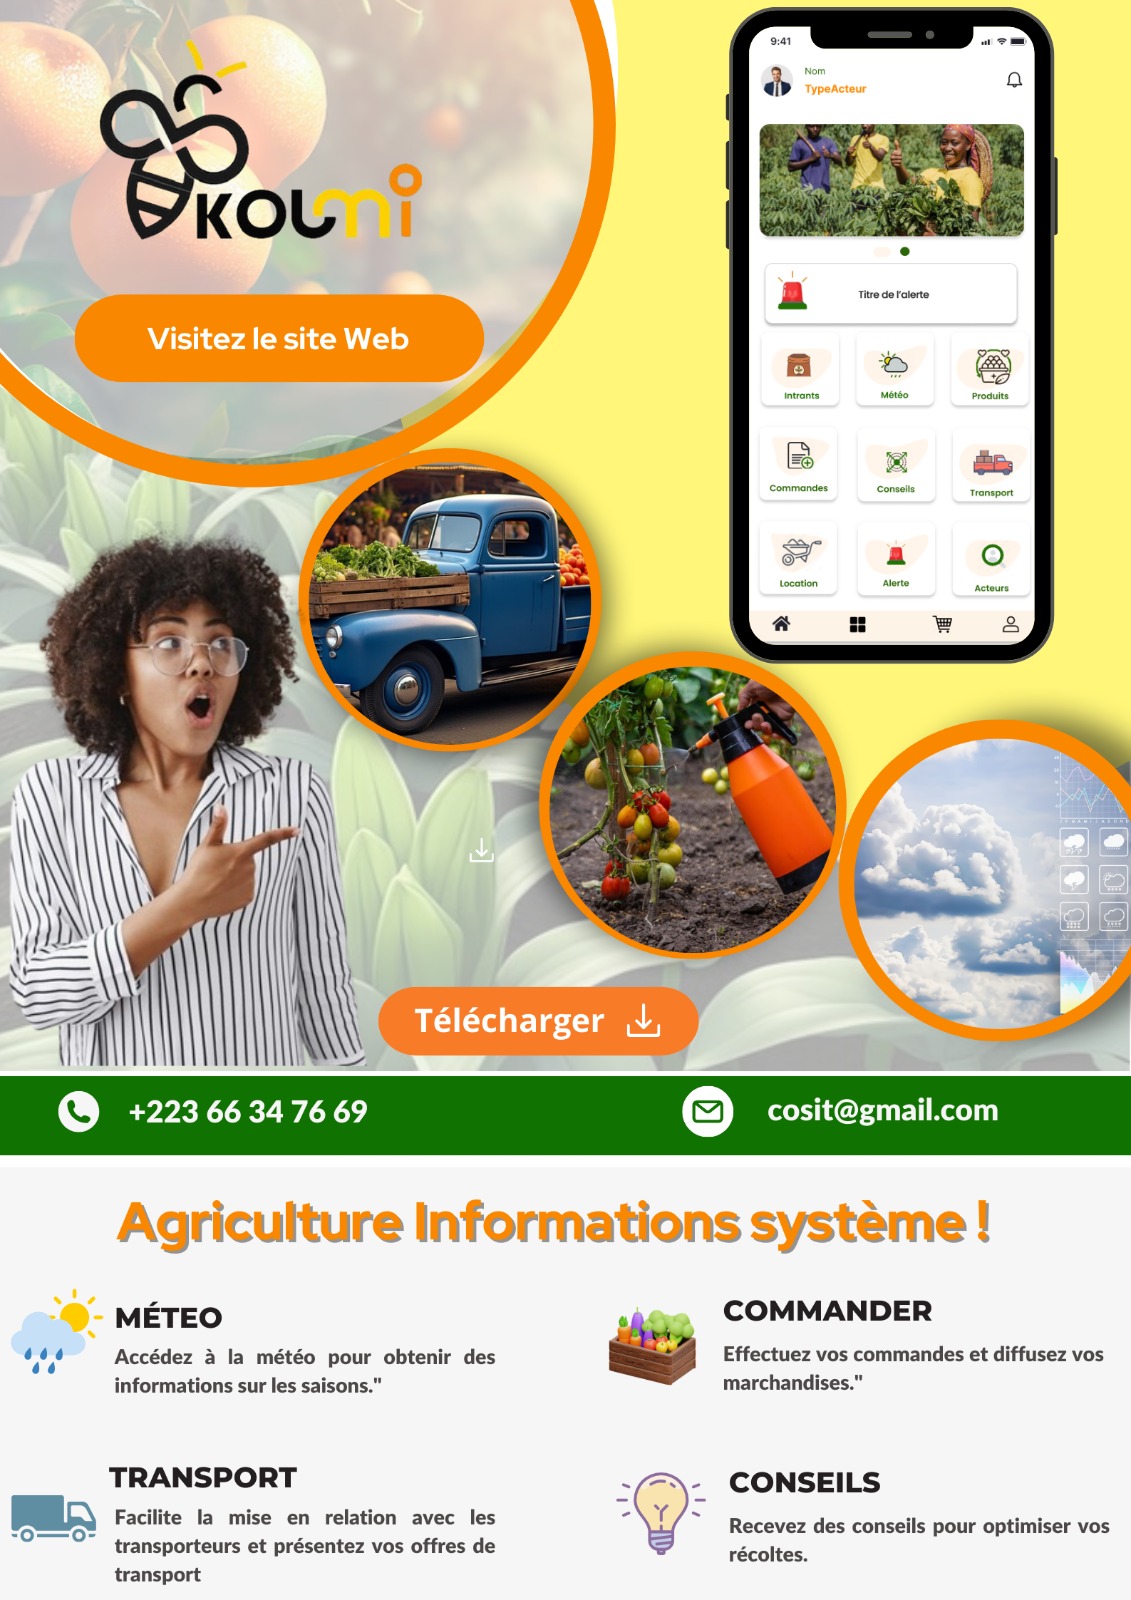 KOUMi
Visitez le site Web
9:41
Nom
TypeActeur
Titre de l'alerte
Intrants
Météo
Produits
Commandes
Conseils
Transport
Location
Alerte
Acteurs
Télécharger
+223 66 34 76 69
cosit@gmail.com
Agriculture Informations système !
MÉTEO
Accédez à la météo pour obtenir des
informations sur les saisons."
COMMANDER
Effectuez vos commandes et diffusez vos
marchandises."
TRANSPORT
Facilite la mise en relation avec les
transporteurs et présentez vos offres de
transport
CONSEILS
Recevez des conseils pour optimiser vos
récoltes.